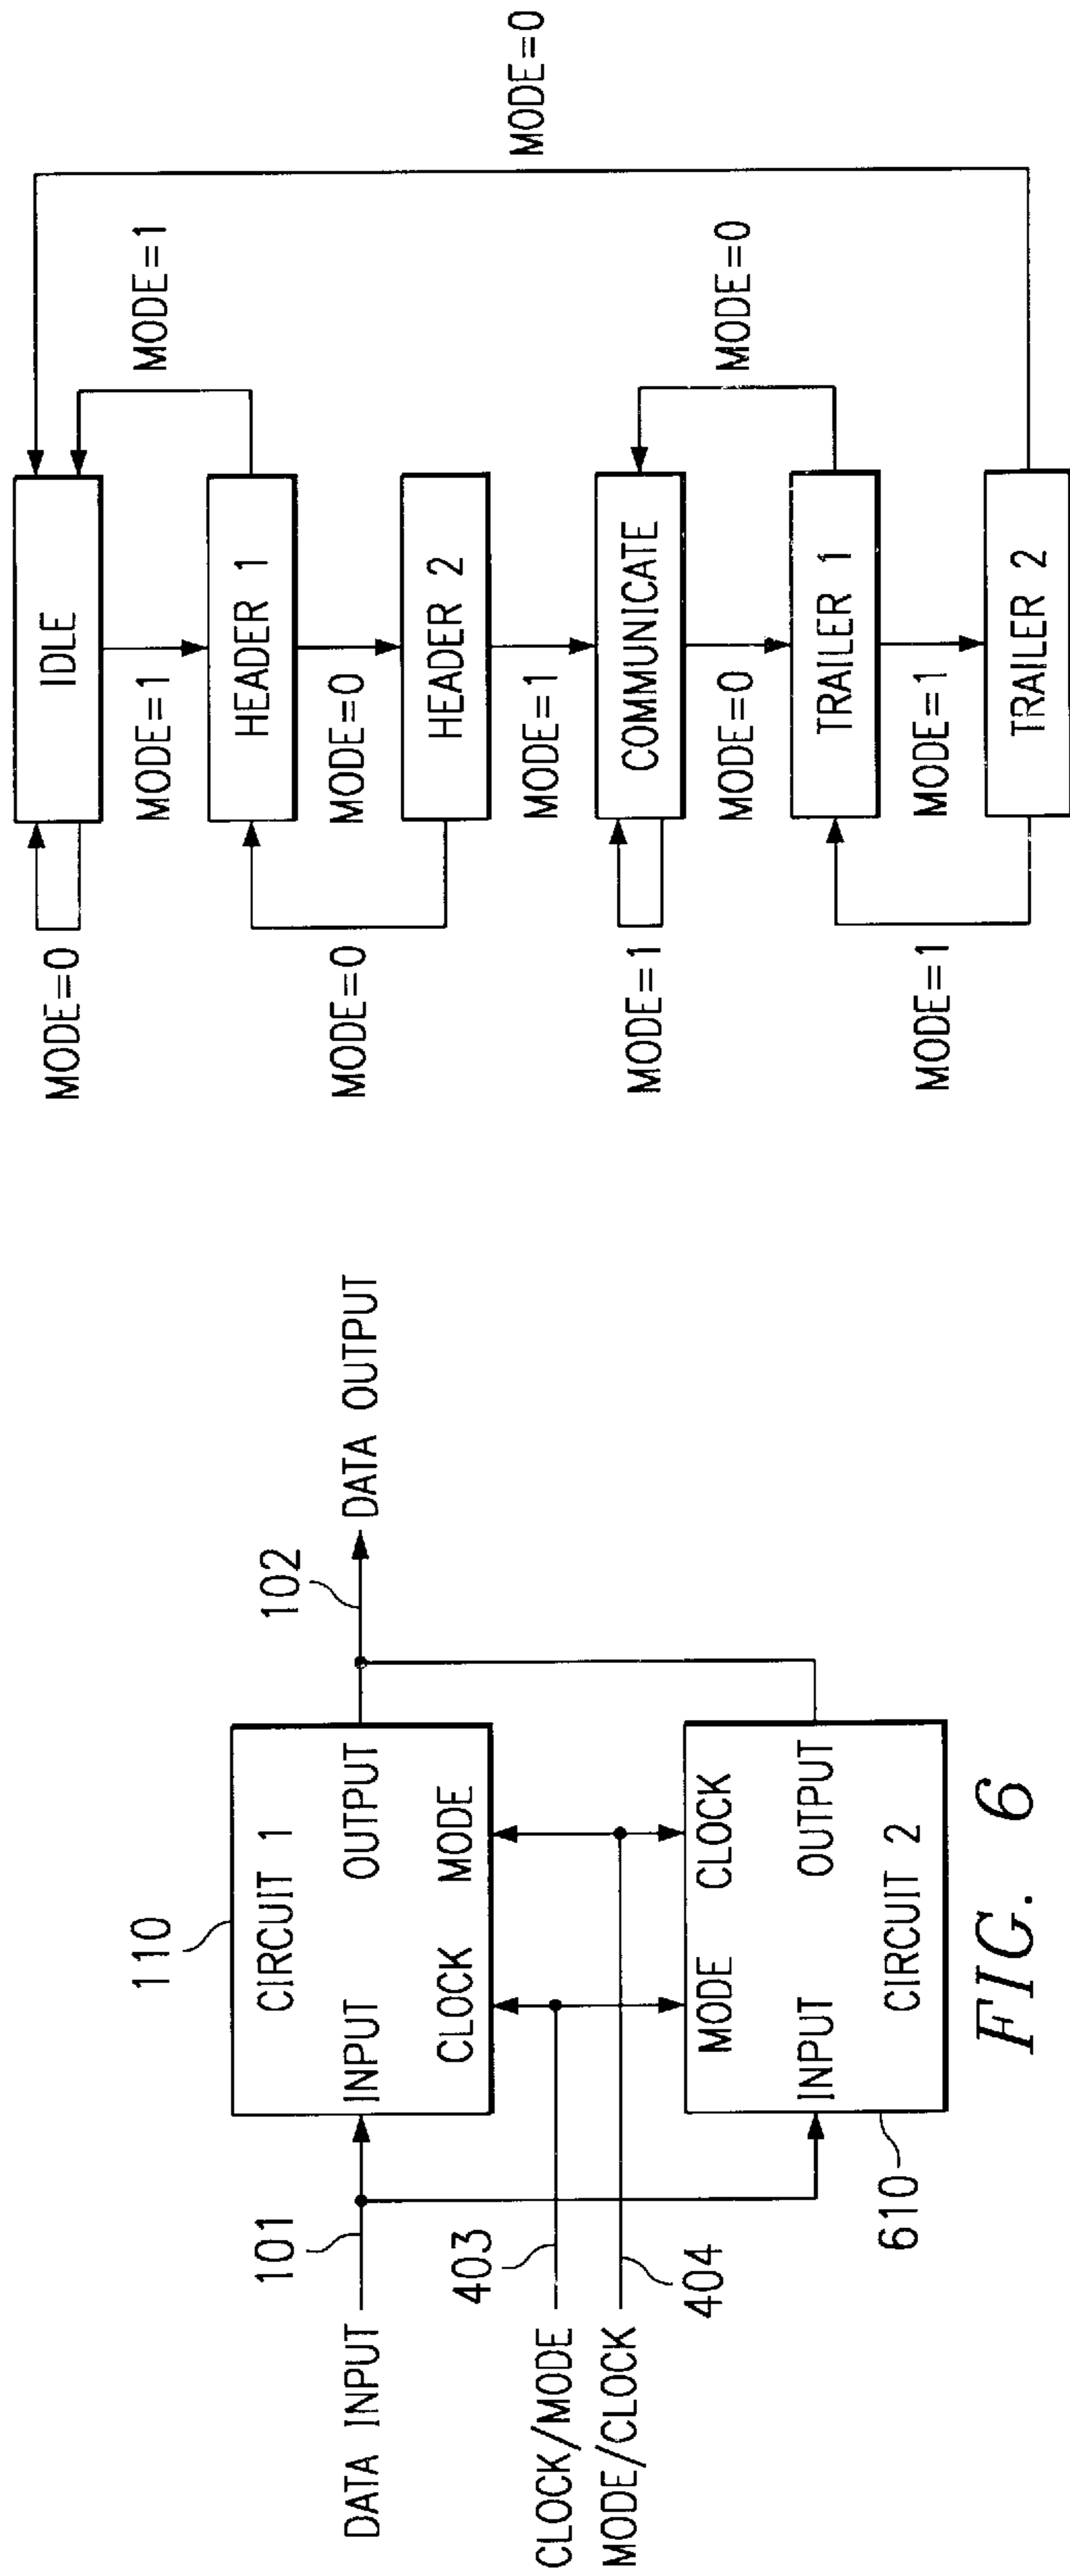 DATA INPUT
101
CLOCK/MODE
403
MODE/CLOCK
404
110
CIRCUIT 1
INPUT
OUTPUT
CLOCK
MODE
102
DATA OUTPUT
MODE
CLOCK
INPUT
OUTPUT
CIRCUIT 2
610
FIG. 6
MODE=0
IDLE
MODE=1
MODE=0
MODE=1
HEADER 1
MODE=0
MODE=0
HEADER 2
MODE=1
MODE=1
COMMUNICATE
MODE=0
MODE=0
TRAILER 1
MODE=1
MODE=1
TRAILER 2